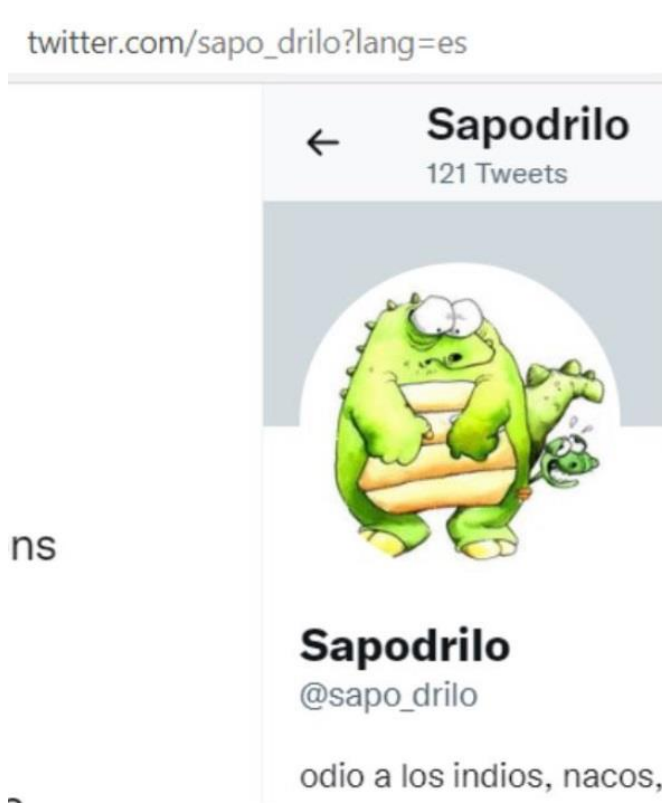 twitter.com/sapo_drilo?lang=es
Sapodrilo
121 Tweets
ns
Sapodrilo
@sapo_drilo
odio a los indios, nacos,